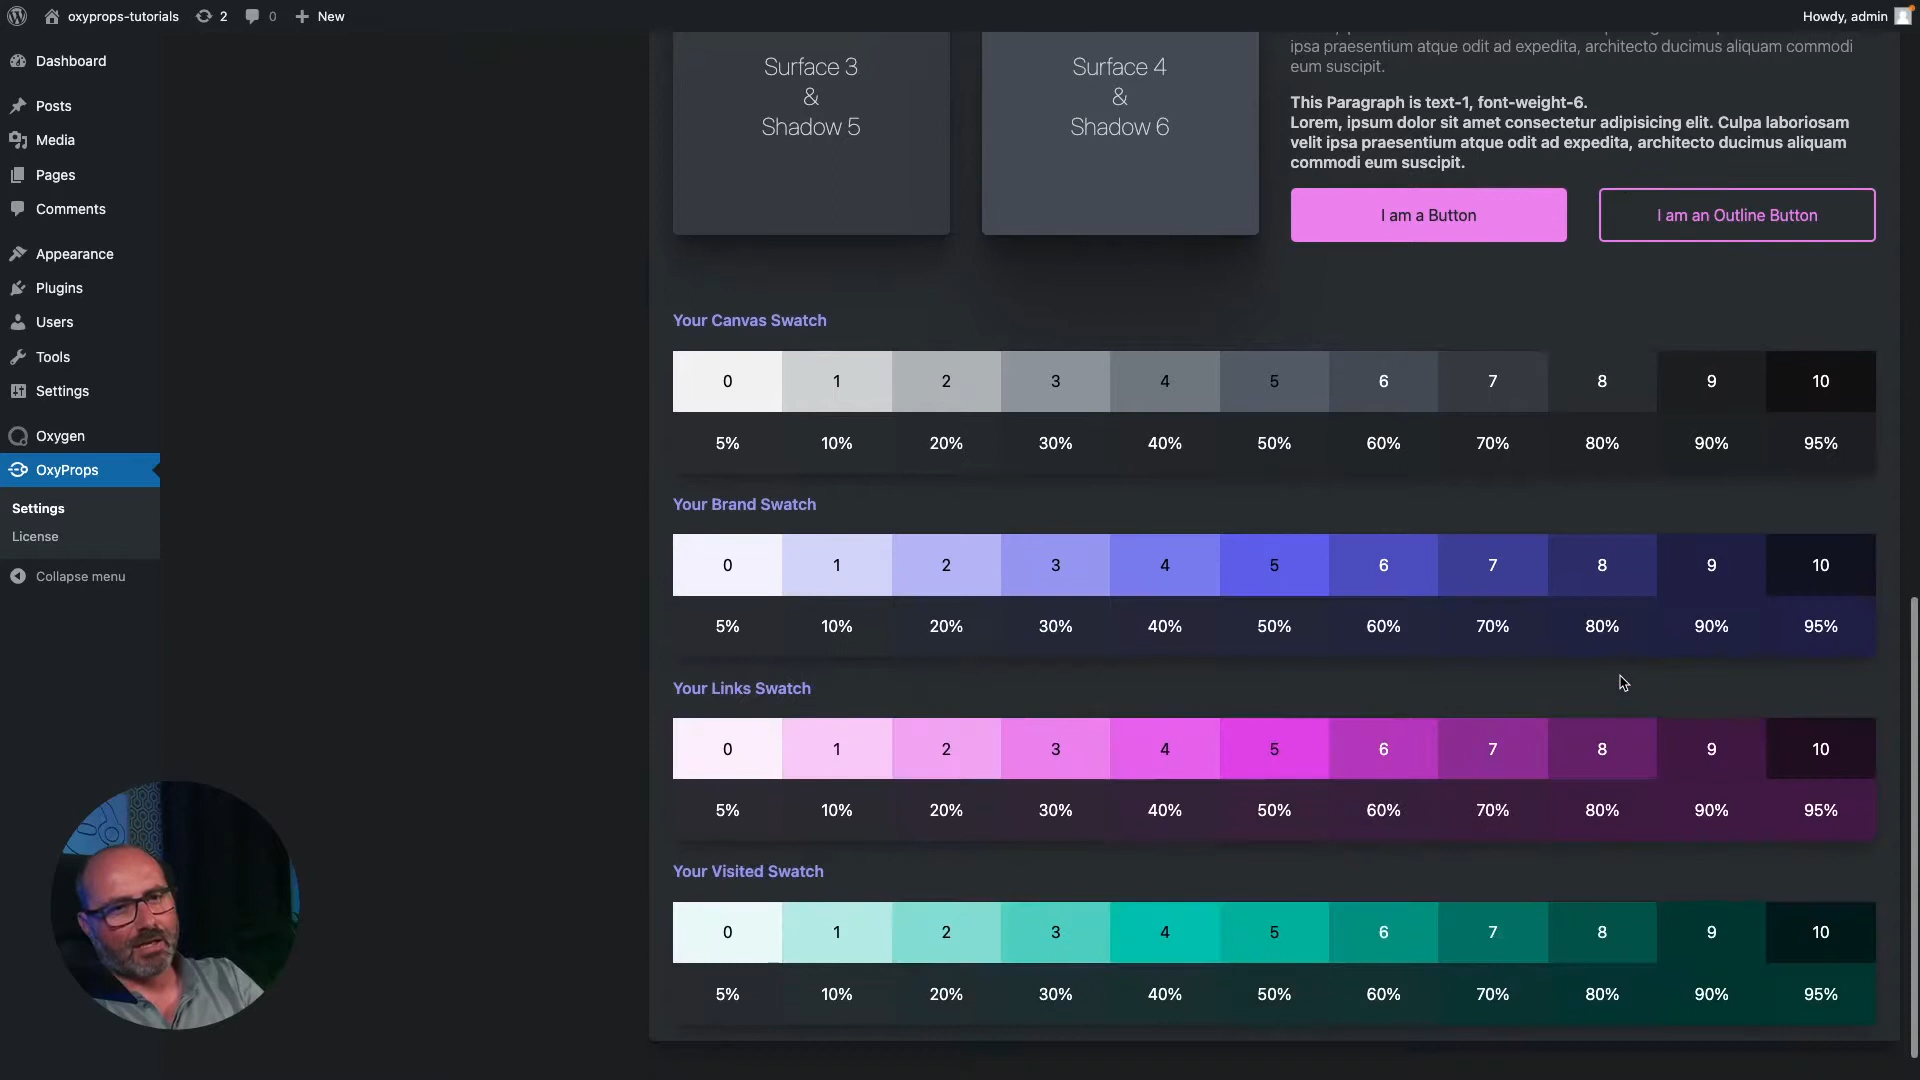 oxyprops-tutorials
2
0
New
Howdy, admin
Dashboard
Posts
Media
Pages
Comments
Appearance
Plugins
Users
Tools
Settings
Oxygen
OxyProps
Settings
License
Collapse menu
Surface 3
&
Shadow 5
Surface 4
&
Shadow 6
ipsa praesentium atque odit ad expedita, architecto ducimus aliquam commodi
eum suscipit.
This Paragraph is text-1, font-weight-6.
Lorem, ipsum dolor sit amet consectetur adipisicing elit. Culpa laboriosam
velit ipsa praesentium atque odit ad expedita, architecto ducimus aliquam
commodi eum suscipit.
I am a Button
I am an Outline Button
Your Canvas Swatch
0 1 2 3 4 5 6 7 8 9 10
5% 10% 20% 30% 40% 50% 60% 70% 80% 90% 95%
Your Brand Swatch
0 1 2 3 4 5 6 7 8 9 10
5% 10% 20% 30% 40% 50% 60% 70% 80% 90% 95%
Your Links Swatch
0 1 2 3 4 5 6 7 8 9 10
5% 10% 20% 30% 40% 50% 60% 70% 80% 90% 95%
Your Visited Swatch
0 1 2 3 4 5 6 7 8 9 10
5% 10% 20% 30% 40% 50% 60% 70% 80% 90% 95%